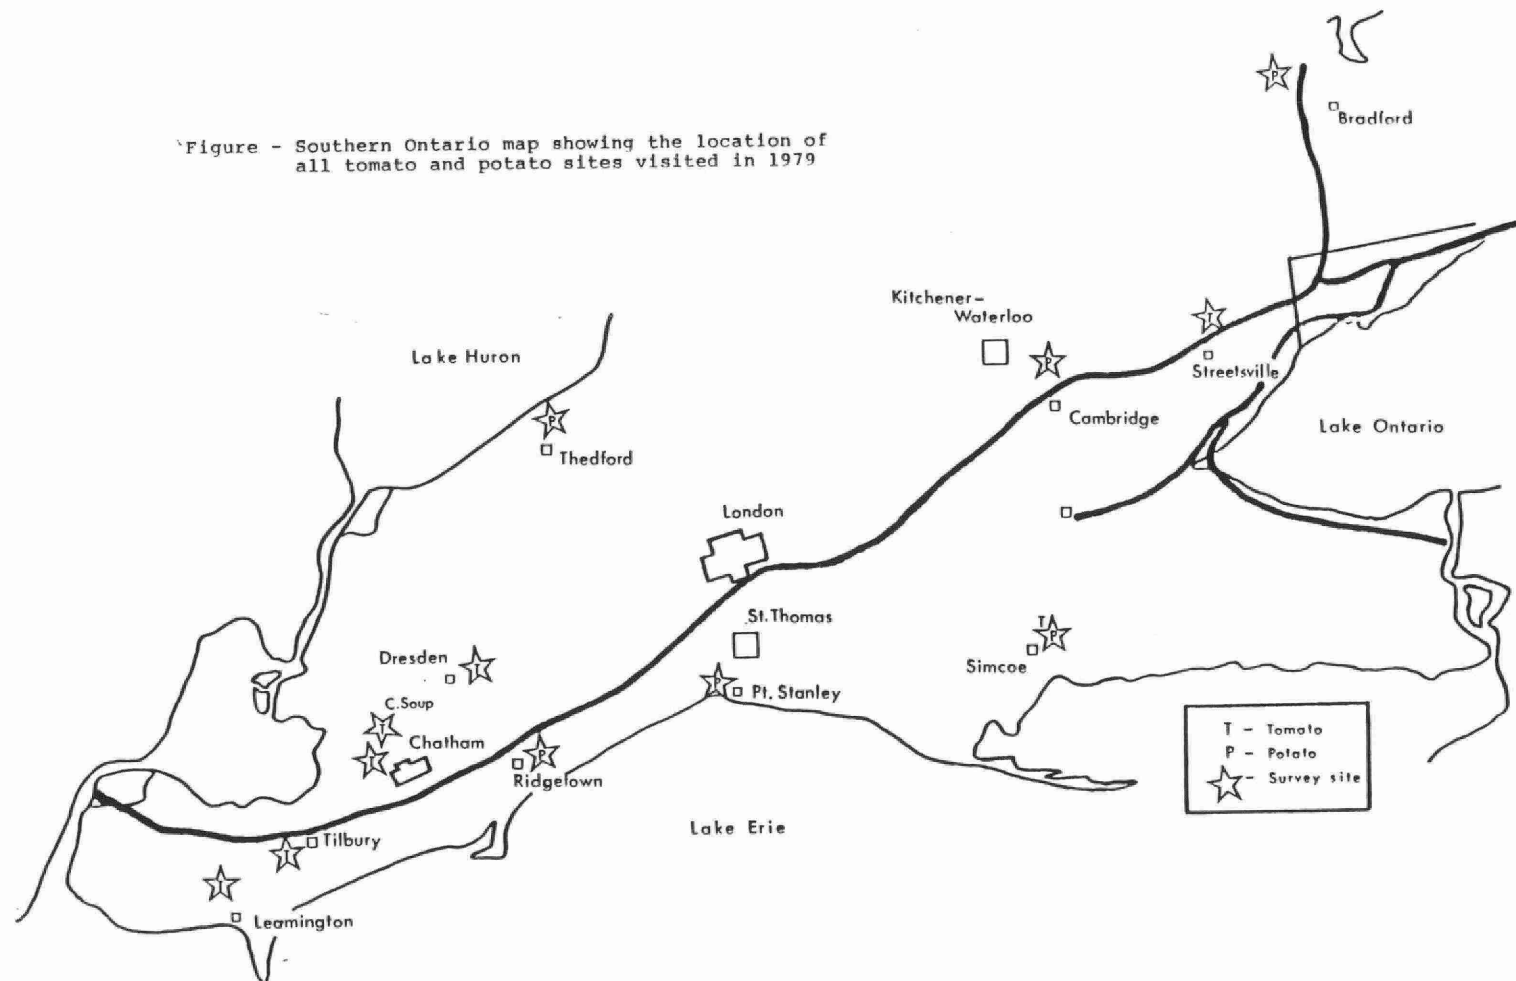 Figure - Southern Ontario map showing the location of
all tomato and potato sites visited in 1979
P
Bradford
Kitchener-
Waterloo
T
Streetsville
P
Cambridge
Lake Huron
P
Thedford
Lake Ontario
London
St. Thomas
T
P
Simcoe
Dresden
T
P
Pt. Stanley
C. Soup
T
Chatham
T
P
Ridgetown
T - Tomato
P - Potato
- Survey site
Lake Erie
Tilbury
T
T
Leamington